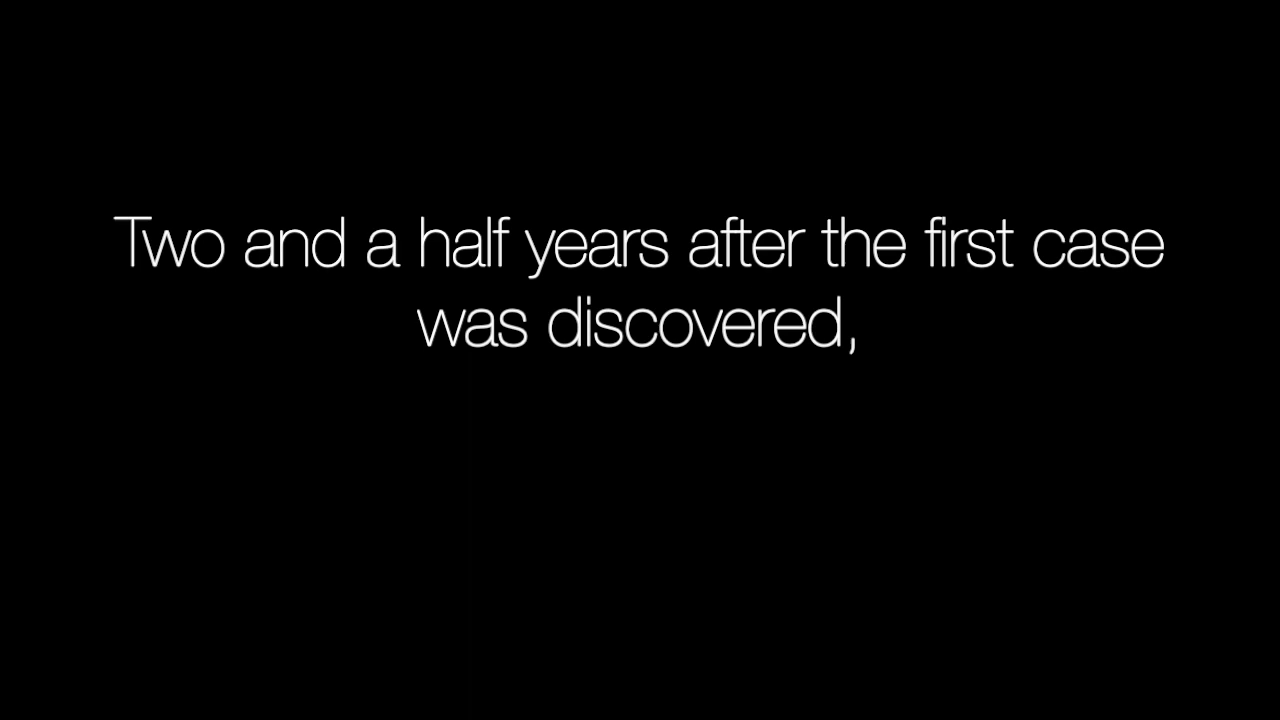 Two and a half years after the first case
was discovered,